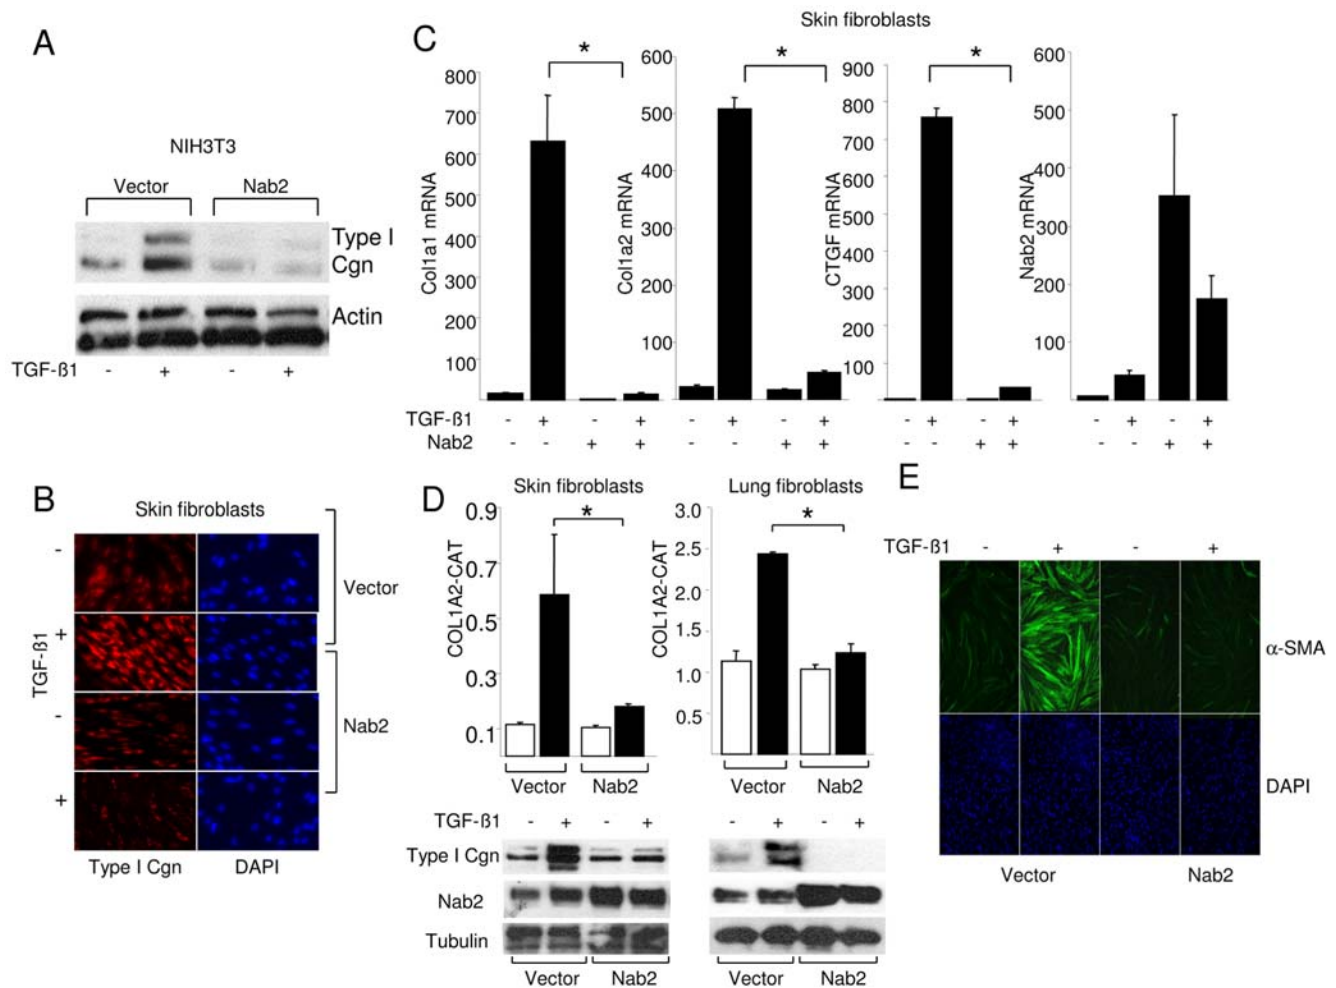 A
NIH3T3
Vector Nab2
Type I
Cgn
Actin
TGF-ß1 - + - +
C
Skin fibroblasts
*
800
700
600
500
400
300
200
100
Col1a1 mRNA
*
600
500
400
300
200
100
Col1a2 mRNA
*
900
800
700
600
500
400
300
200
100
CTGF mRNA
600
500
400
300
200
100
Nab2 mRNA
TGF-ß1 - + - + - + - + - + - + - + - +
Nab2 - - + + - - + + - - + + - - + +
B
Skin fibroblasts
TGF-ß1
-
+
-
+
Vector
Nab2
Type I Cgn DAPI
D
Skin fibroblasts
*
0.9
0.7
0.5
0.3
0.1
COL1A2-CAT
Vector Nab2
Lung fibroblasts
*
3.0
2.5
2.0
1.5
1.0
0.5
COL1A2-CAT
Vector Nab2
TGF-ß1 - + - + - + - +
Type I Cgn
Nab2
Tubulin
Vector Nab2 Vector Nab2
E
TGF-ß1 - + - +
α-SMA
DAPI
Vector Nab2